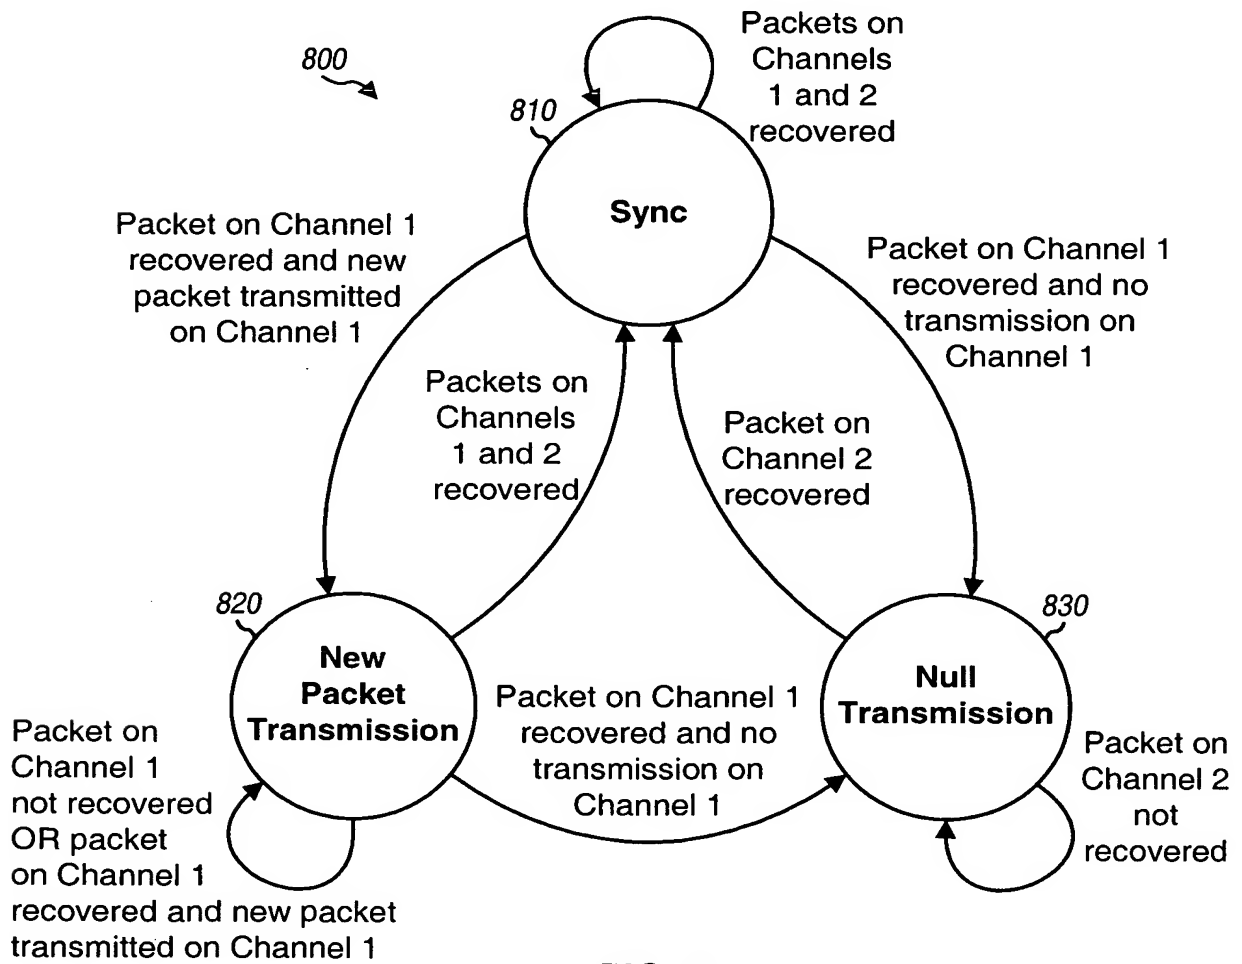 800
Packets on
Channels
1 and 2
recovered
810
Sync
Packet on Channel 1
recovered and new
packet transmitted
on Channel 1
Packet on Channel 1
recovered and no
transmission on
Channel 1
Packets on
Channels
1 and 2
recovered
Packet on
Channel 2
recovered
820
New
Packet
Transmission
830
Null
Transmission
Packet on Channel 1
recovered and no
transmission on
Channel 1
Packet on
Channel 1
not recovered
OR packet
on Channel 1
recovered and new packet
transmitted on Channel 1
Packet on
Channel 2
not
recovered